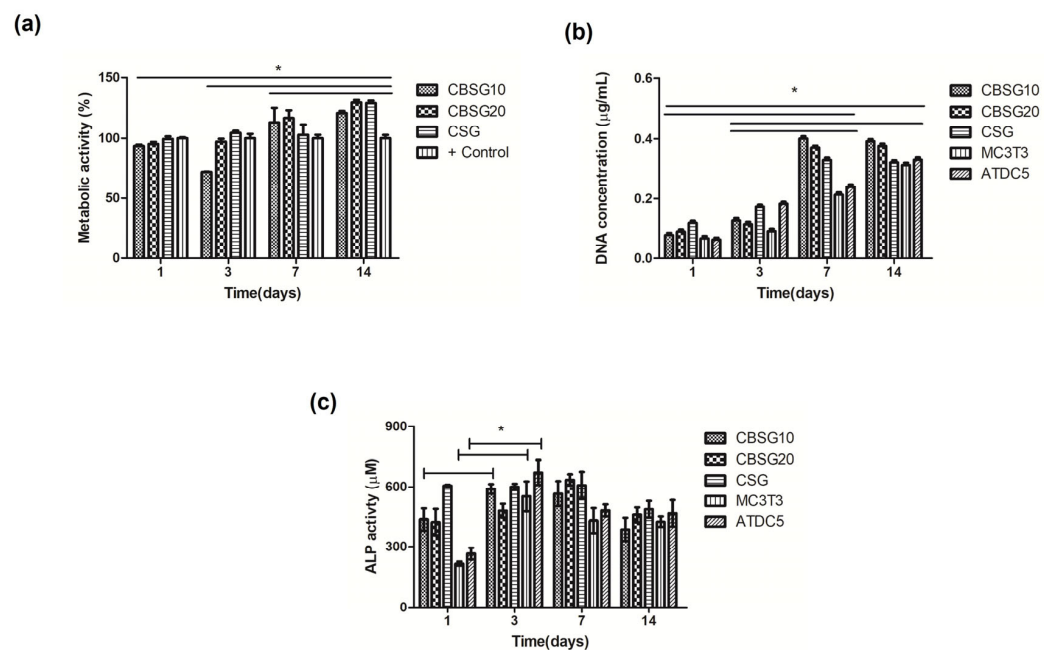 (a)
*
150
100
50
0
Metabolic activity (%)
1 3 7 14
Time(days)
CBSG10
CBSG20
CSG
+ Control
(b)
*
0.6
0.4
0.2
0.0
DNA concentration (μg/mL)
1 3 7 14
Time(days)
CBSG10
CBSG20
CSG
MC3T3
ATDC5
(c)
*
900
600
300
0
ALP activty (μM)
1 3 7 14
Time(days)
CBSG10
CBSG20
CSG
MC3T3
ATDC5